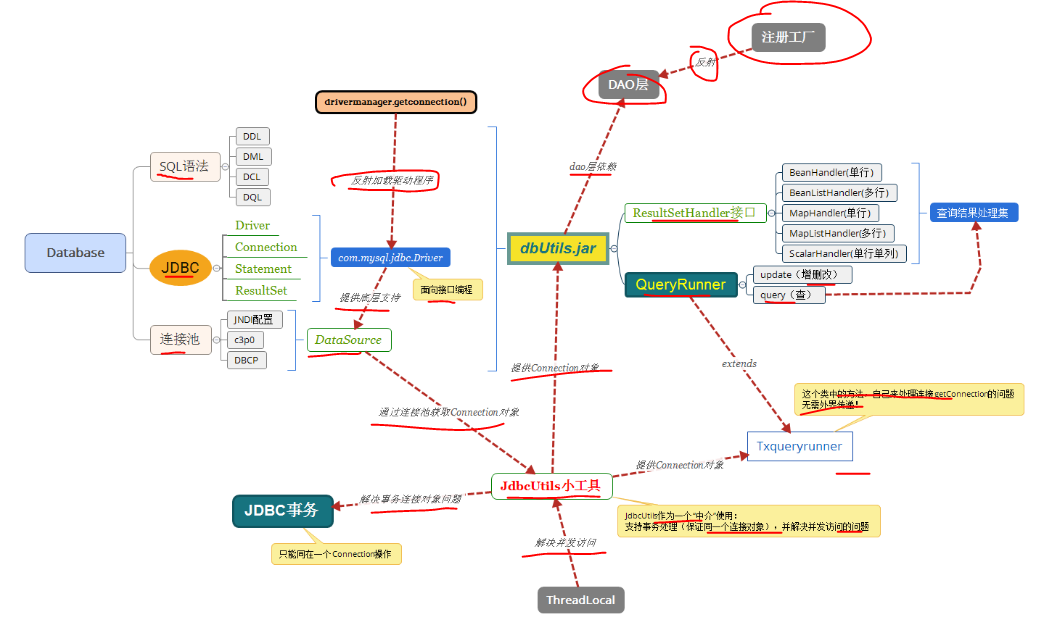 注册工厂
反射
DAO层
drivermanager.getconnection()
dao层依赖
SQL语法
DDL
DML
DCL
DQL
反射加载驱动程序
ResultSetHandler接口
BeanHandler(单行)
BeanListHandler(多行)
MapHandler(单行)
MapListHandler(多行)
ScalarHandler(单行单列)
查询结果处理集
Database
JDBC
Driver
Connection
Statement
ResultSet
com.mysql.jdbc.Driver
面向接口编程
dbUtils.jar
QueryRunner
update（增删改）
query（查）
提供底层支持
连接池
JNDI配置
c3p0
DBCP
DataSource
提供Connection对象
extends
这个类中的方法，自己来处理连接getConnection的问题
无需外界传递！
通过连接池获取Connection对象
Txqueryrunner
提供Connection对象
JdbcUtils小工具
解决事务连接对象问题
JDBC事务
只能同在一个Connection操作
JdbcUtil作为一个“中介”使用：
支持事务处理（保证同一个连接对象），并解决并发访问的问题
解决并发访问
ThreadLocal